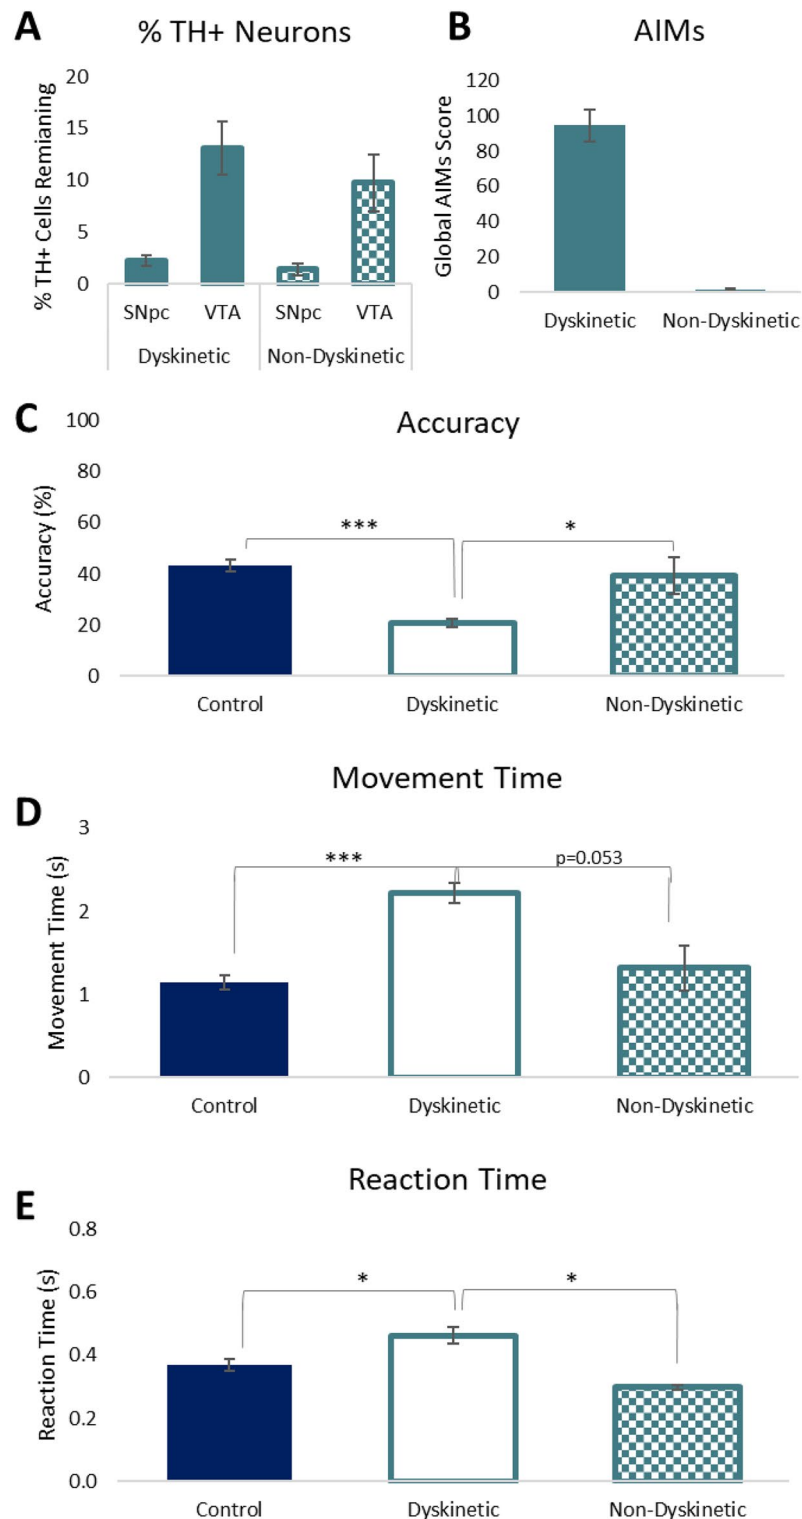 A
% TH+ Neurons
% TH+ Cells Remianing
20
15
10
5
0
SNpc VTA SNpc VTA
Dyskinetic Non-Dyskinetic
B
AIMs
Global AIMs Score
120
100
80
60
40
20
0
Dyskinetic Non-Dyskinetic
C
Accuracy
Accuracy (%)
100
80
60
40
20
0
*** *
Control Dyskinetic Non-Dyskinetic
D
Movement Time
Movement Time (s)
3
2
1
0
*** p=0.053
Control Dyskinetic Non-Dyskinetic
E
Reaction Time
Reaction Time (s)
0.8
0.6
0.4
0.2
0.0
* *
Control Dyskinetic Non-Dyskinetic